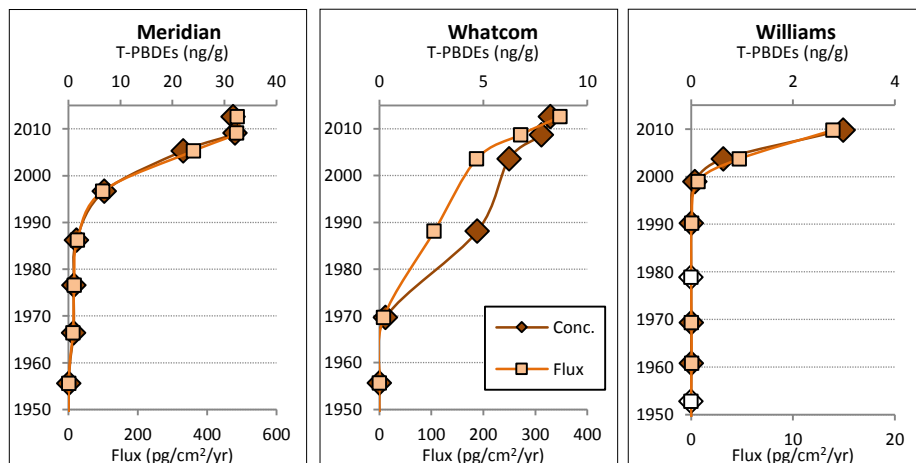 Meridian
T-PBDEs (ng/g)
0 10 20 30 40
2010
2000
1990
1980
1970
1960
1950
0 200 400 600
Flux (pg/cm²/yr)
Whatcom
T-PBDEs (ng/g)
0 5 10
2010
2000
1990
1980
1970
1960
1950
Conc.
Flux
0 100 200 300 400
Flux (pg/cm²/yr)
Williams
T-PBDEs (ng/g)
0 2 4
2010
2000
1990
1980
1970
1960
1950
0 10 20
Flux (pg/cm²/yr)